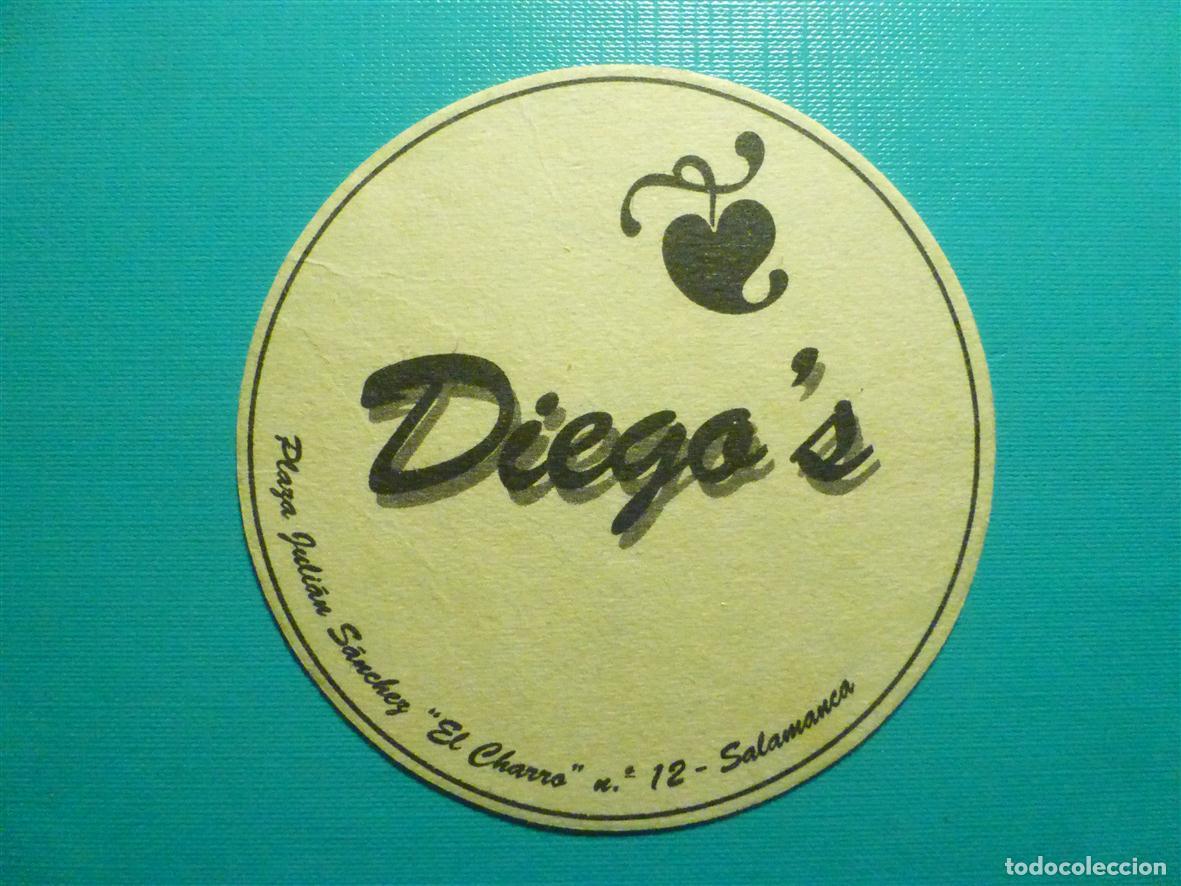 Diego's
Plaza Julián Sánchez "El Charro" n.º 12 - Salamanca
todocoleccion